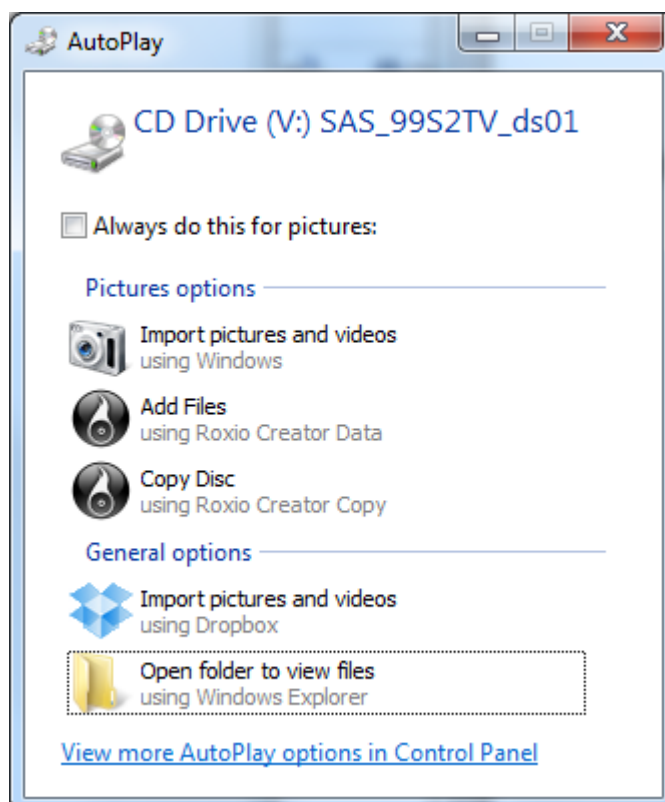 AutoPlay
CD Drive (V:) SAS_99S2TV_ds01
Always do this for pictures:
Pictures options
Import pictures and videos
using Windows
Add Files
using Roxio Creator Data
Copy Disc
using Roxio Creator Copy
General options
Import pictures and videos
using Dropbox
Open folder to view files
using Windows Explorer
View more AutoPlay options in Control Panel